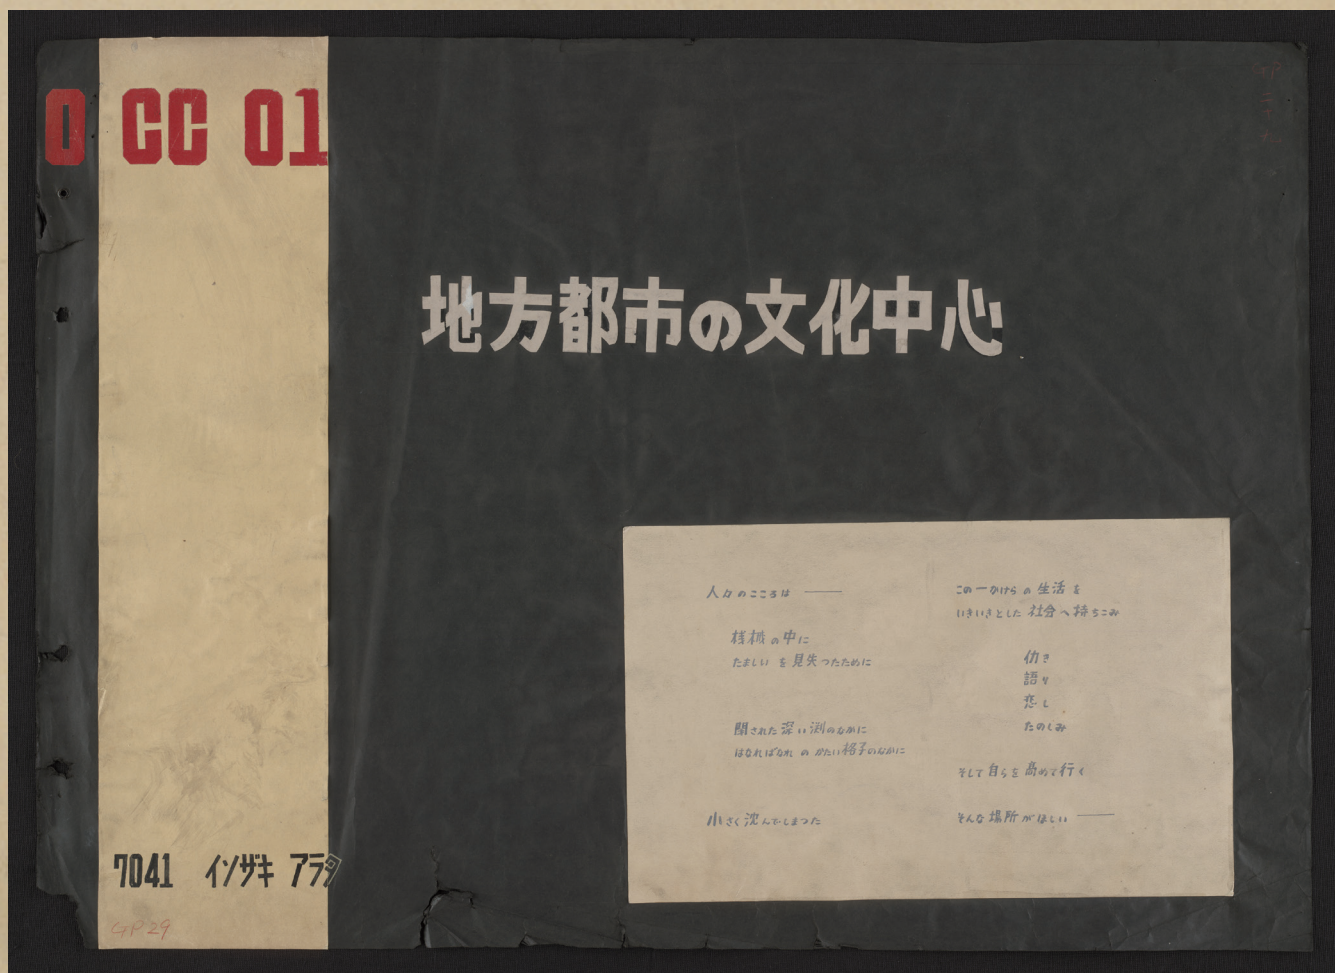 O CC 01
地方都市の文化中心
人々のこころは ——
桟械の中に
たましい を 見失つたために
閉された 深い 渕のなかに
はなればなれ の かたい 格子のなかに
小さく 沈んでしまつた
この一かけら の 生活 を
いきいきとした 社会 へ 持ちこみ
仂き
語り
恋し
たのしみ
そして 自らを 高めて行く
そんな 場所 が ほしい ——
7041 イソザキ アラタ
GP.29